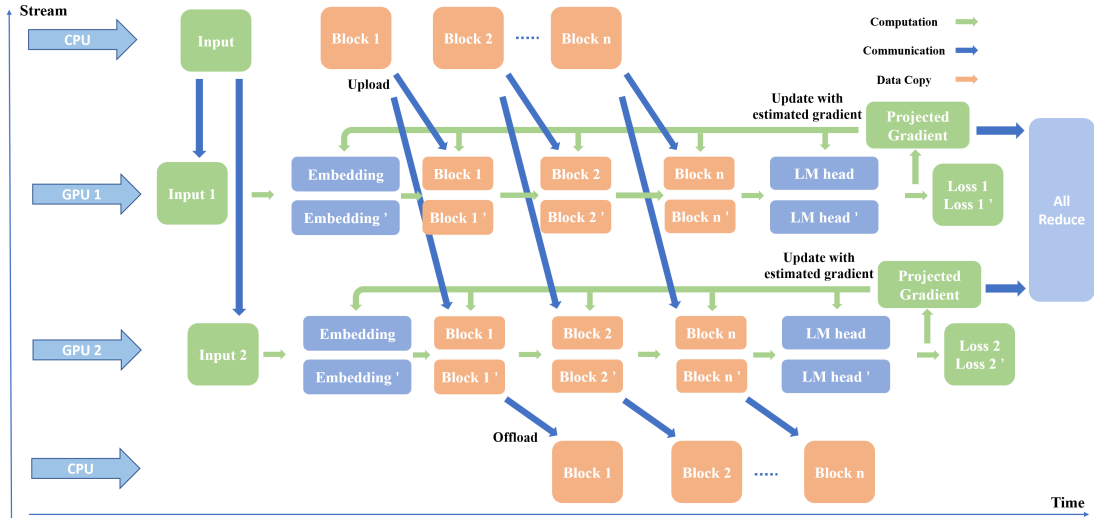 Stream
CPU
Input
Block 1
Block 2
.....
Block n
Computation
Communication
Data Copy
Upload
Update with
estimated gradient
Projected
Gradient
GPU 1
Input 1
Embedding
Block 1
Block 2
Block n
LM head
Embedding '
Block 1 '
Block 2 '
Block n '
LM head '
Loss 1
Loss 1 '
All
Reduce
Update with
estimated gradient
Projected
Gradient
GPU 2
Input 2
Embedding
Block 1
Block 2
Block n
LM head
Embedding '
Block 1 '
Block 2 '
Block n '
LM head '
Loss 2
Loss 2 '
Offload
CPU
Block 1
Block 2
.....
Block n
Time